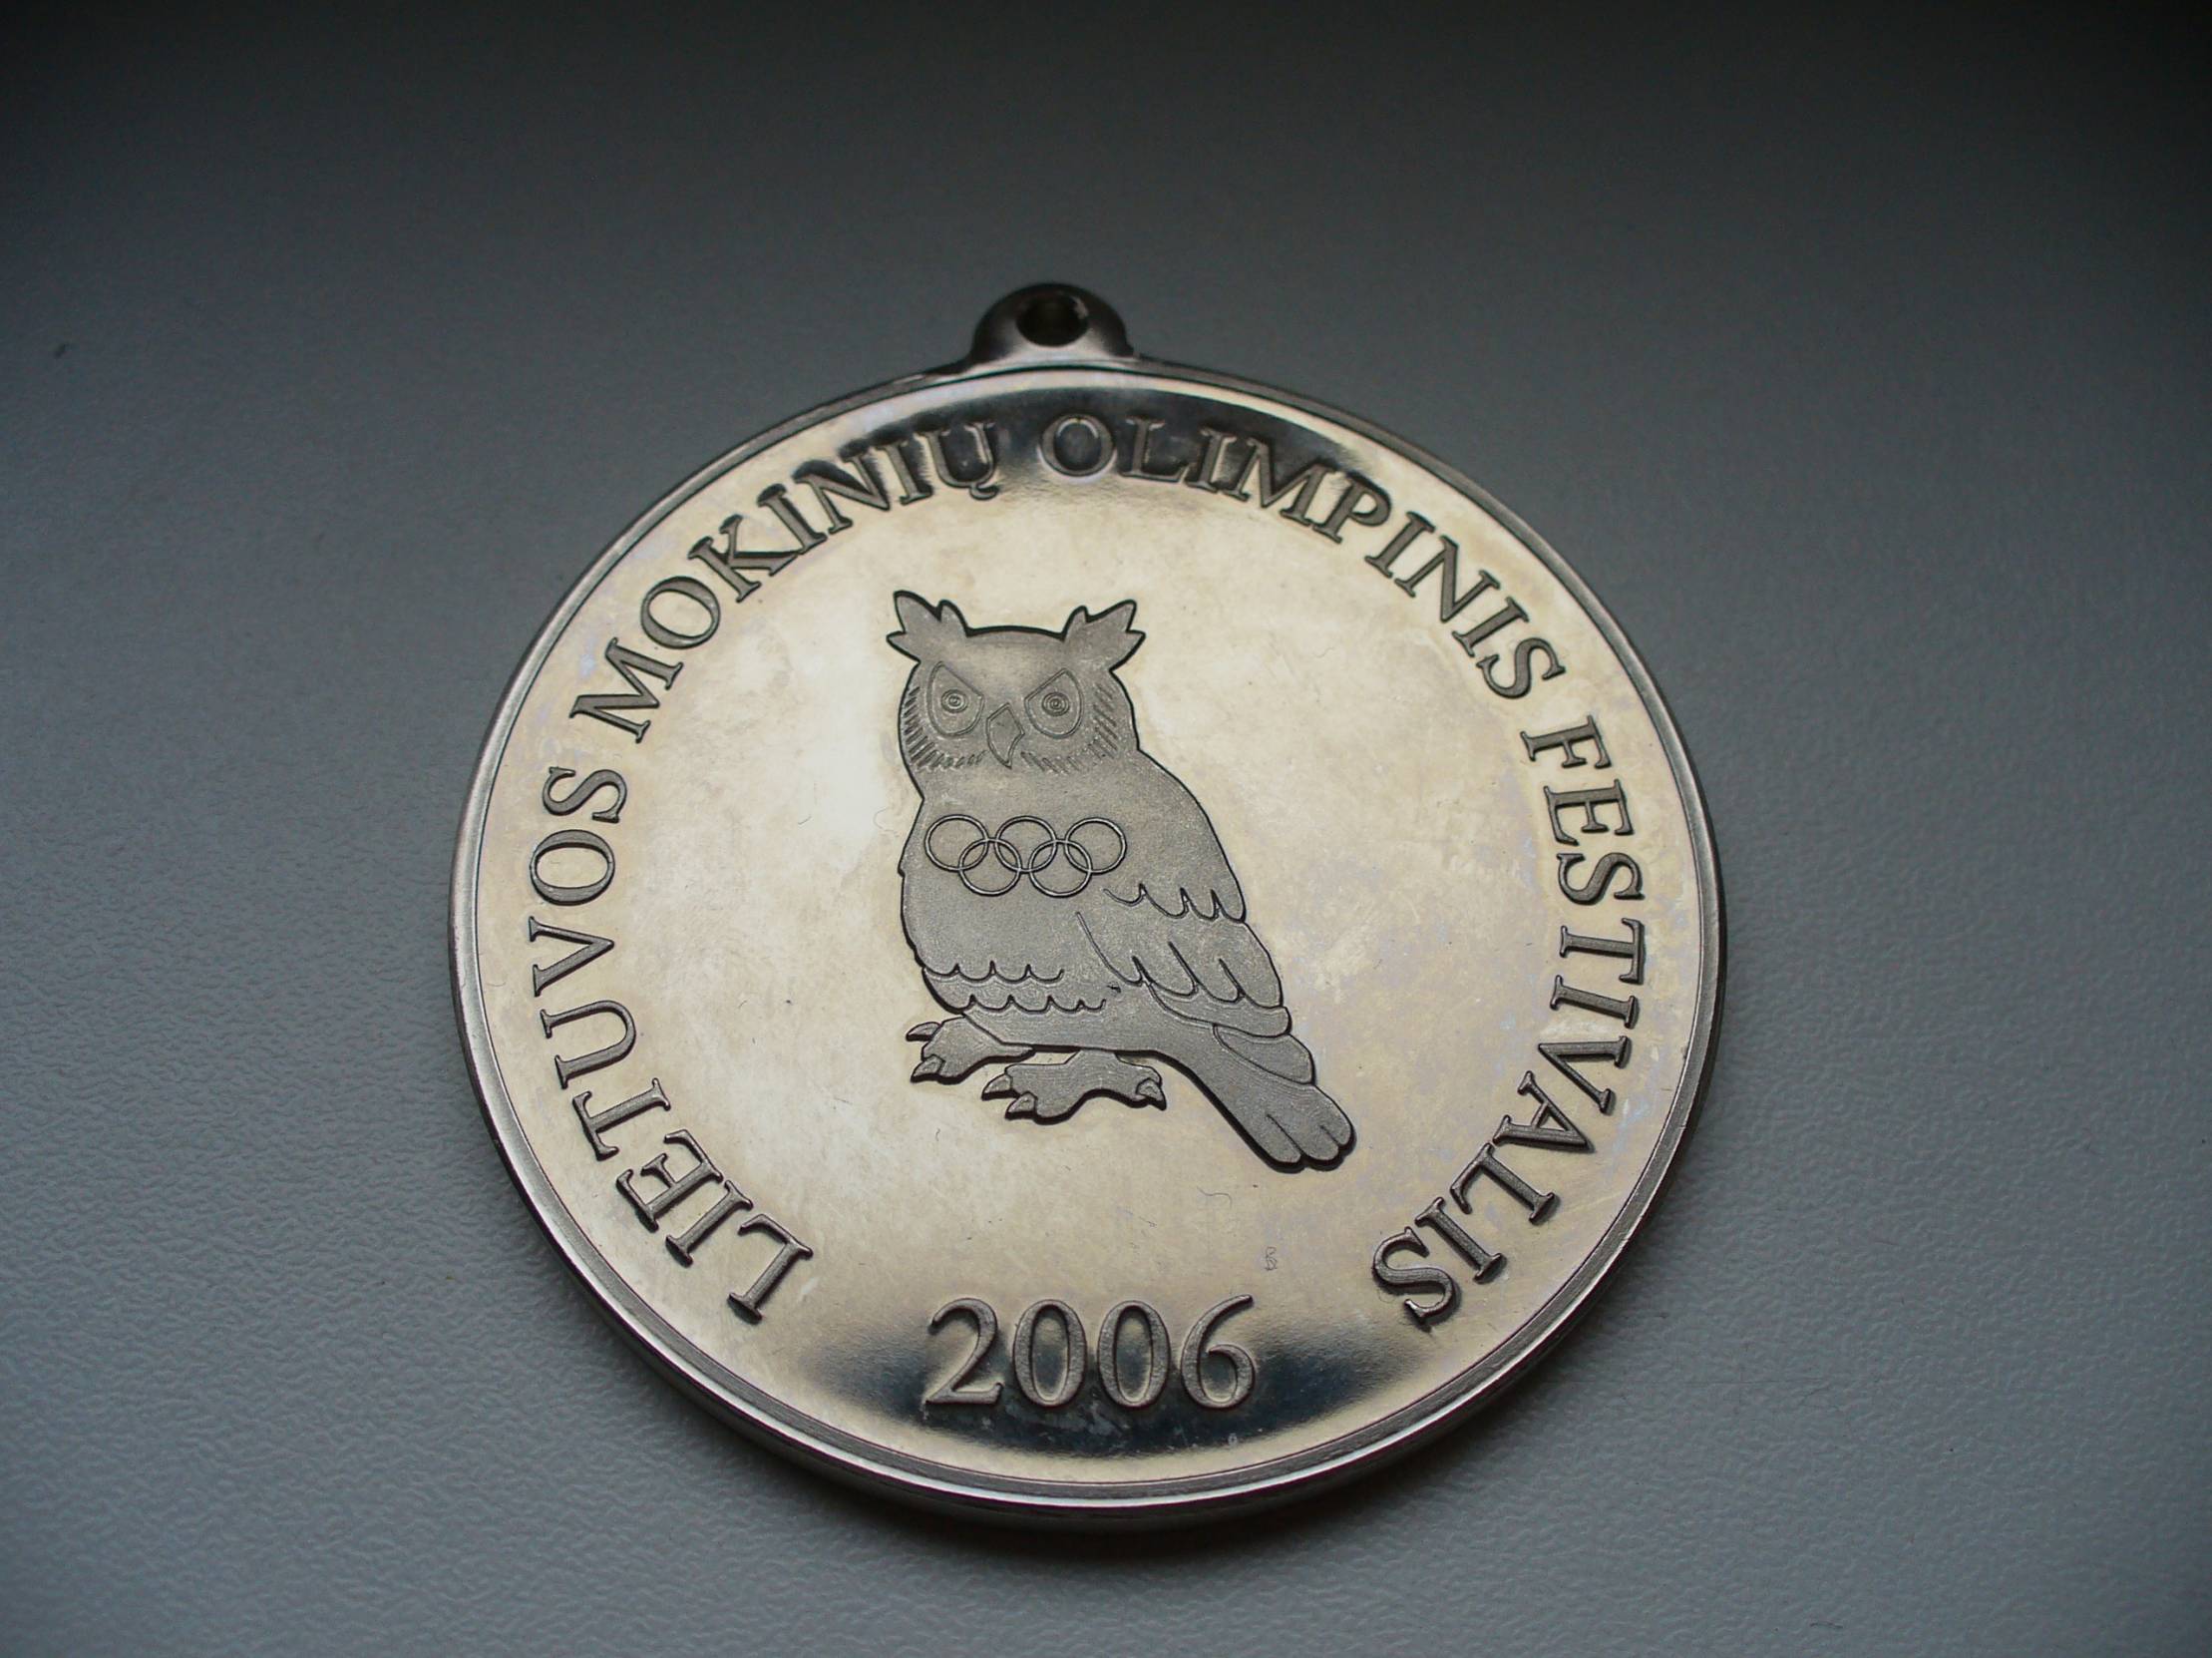 LIETUVOS MOKINIŲ OLIMPINIS FESTIVALIS
2006